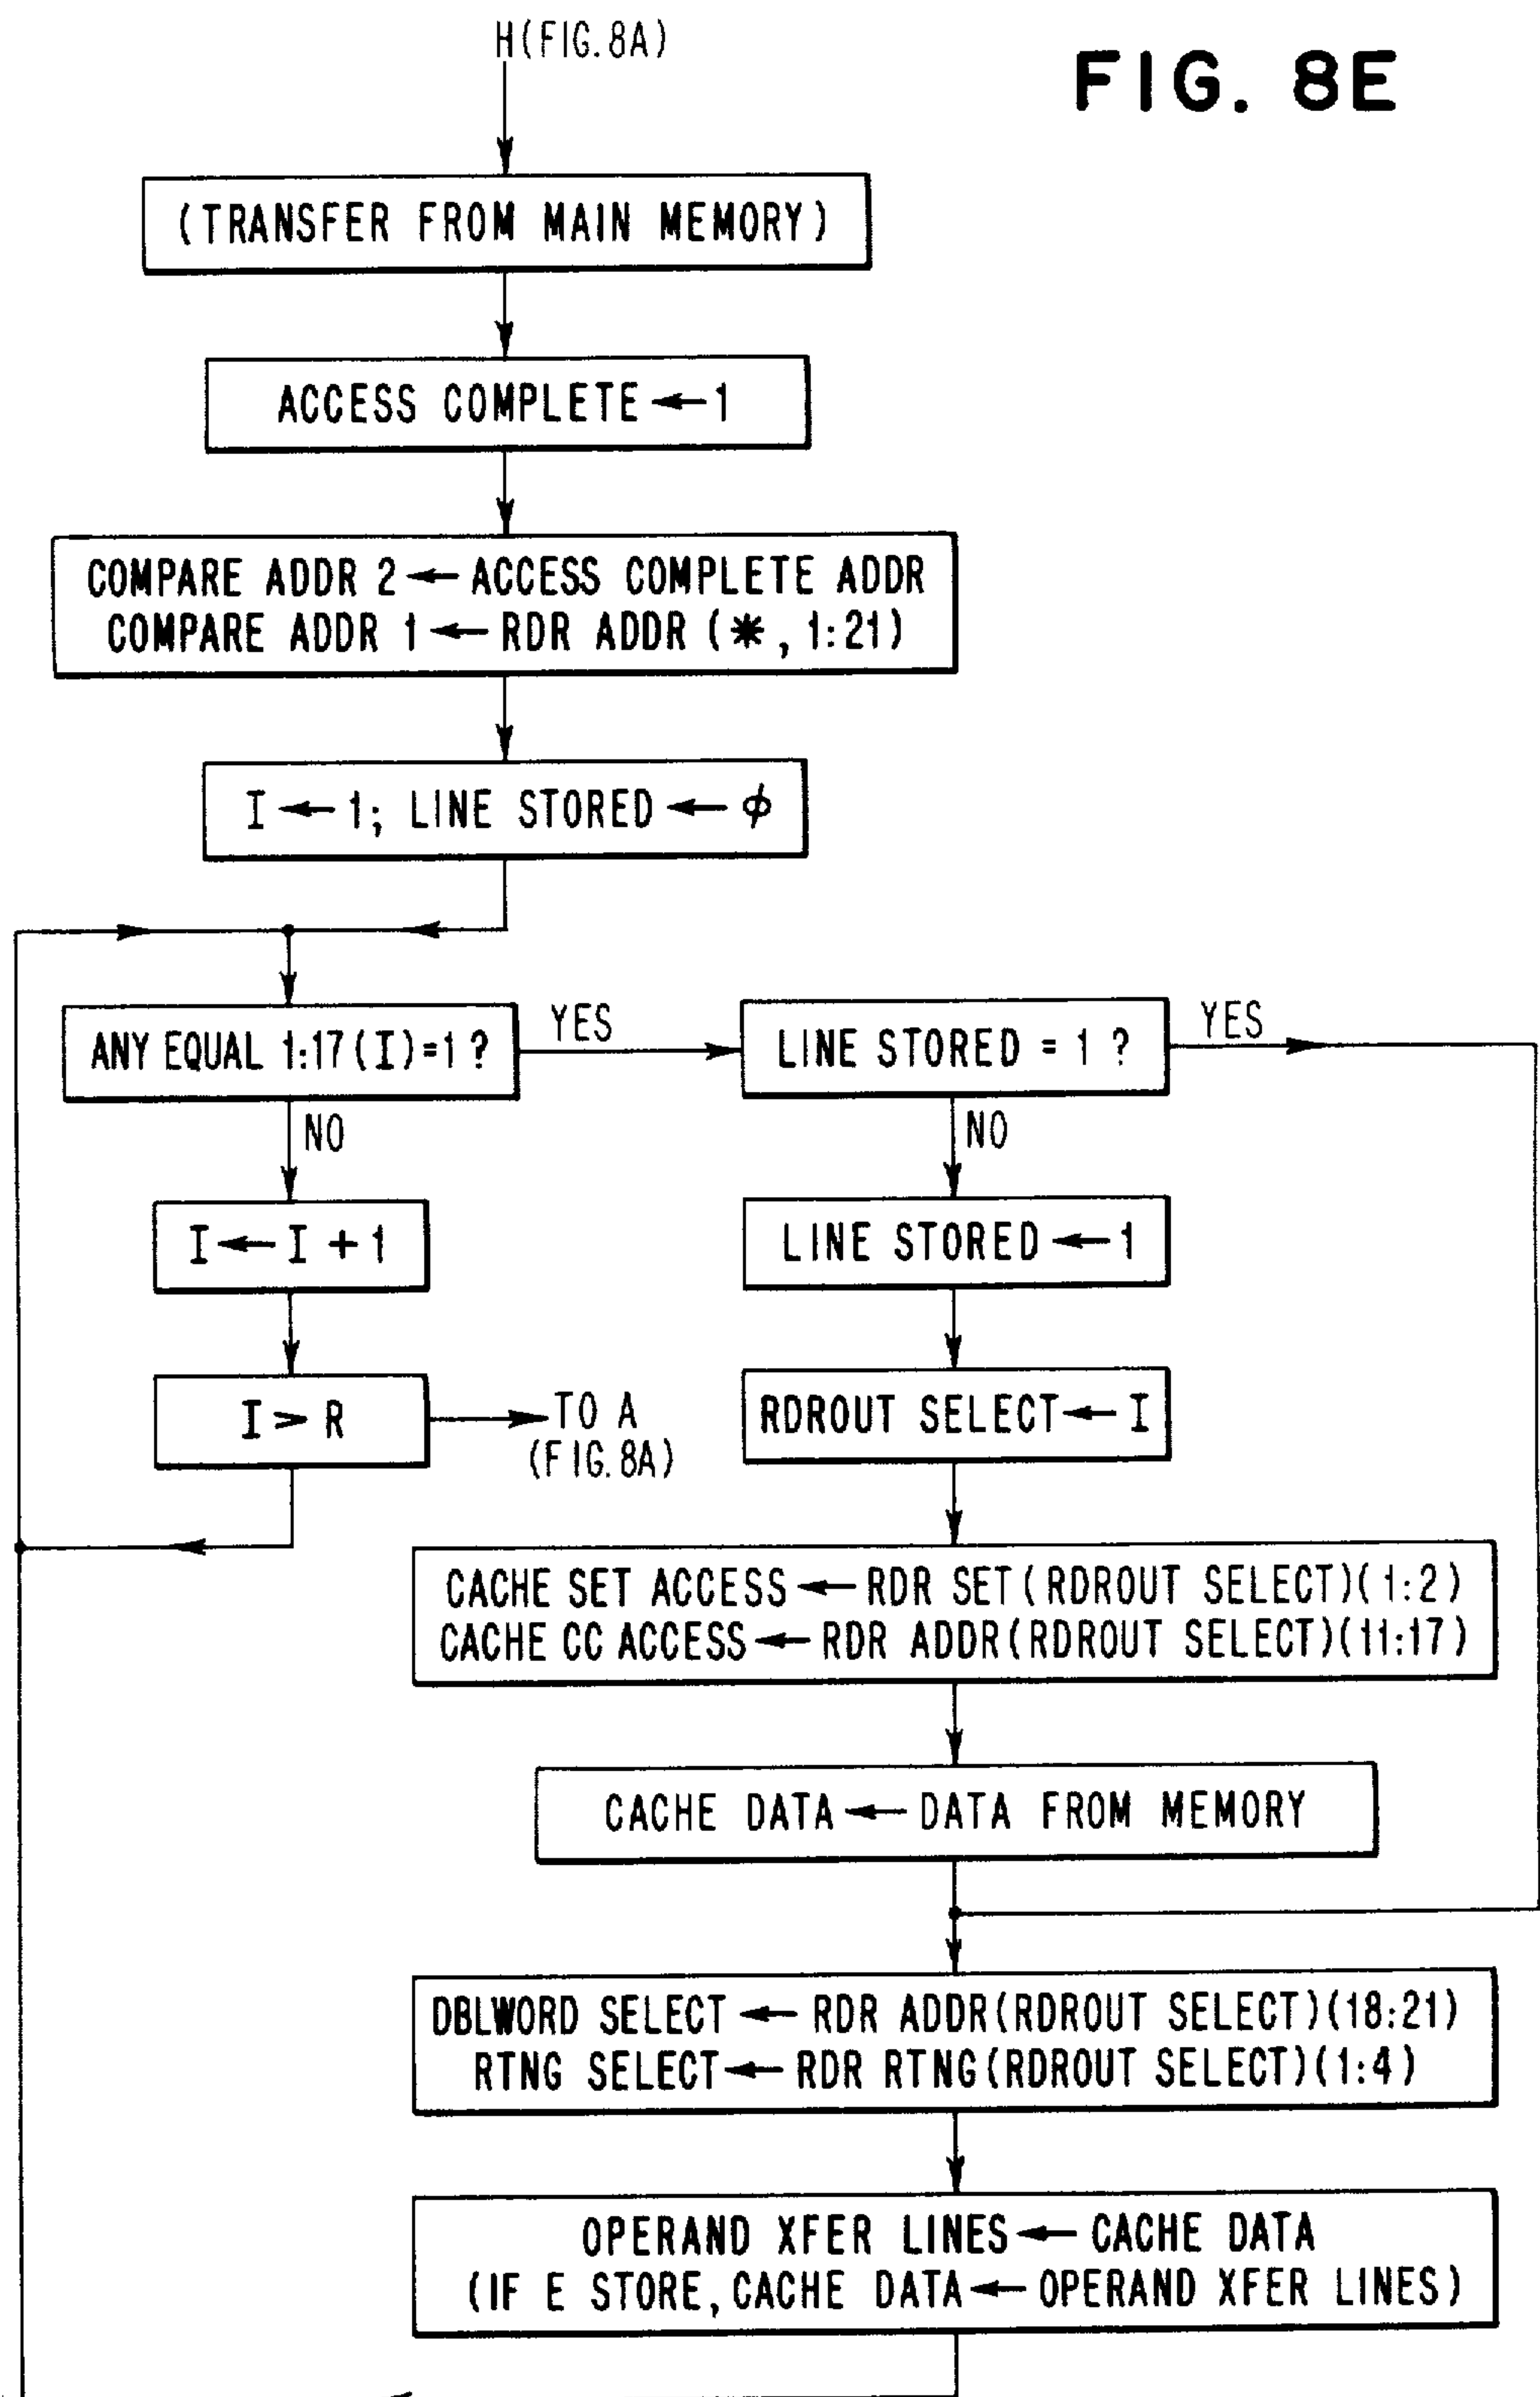 H(FIG. 8A)
FIG. 8E
(TRANSFER FROM MAIN MEMORY)
ACCESS COMPLETE ← 1
COMPARE ADDR 2 ← ACCESS COMPLETE ADDR
COMPARE ADDR 1 ← RDR ADDR (*, 1:21)
I ← 1; LINE STORED ← ϕ
ANY EQUAL 1:17(I)=1 ?
YES
LINE STORED = 1 ?
YES
NO
NO
I ← I + 1
LINE STORED ← 1
I > R
TO A
(FIG. 8A)
RDROUT SELECT ← I
CACHE SET ACCESS ← RDR SET(RDROUT SELECT)(1:2)
CACHE CC ACCESS ← RDR ADDR(RDROUT SELECT)(11:17)
CACHE DATA ← DATA FROM MEMORY
DBLWORD SELECT ← RDR ADDR(RDROUT SELECT)(18:21)
RTNG SELECT ← RDR RTNG(RDROUT SELECT)(1:4)
OPERAND XFER LINES ← CACHE DATA
(IF E STORE, CACHE DATA ← OPERAND XFER LINES)